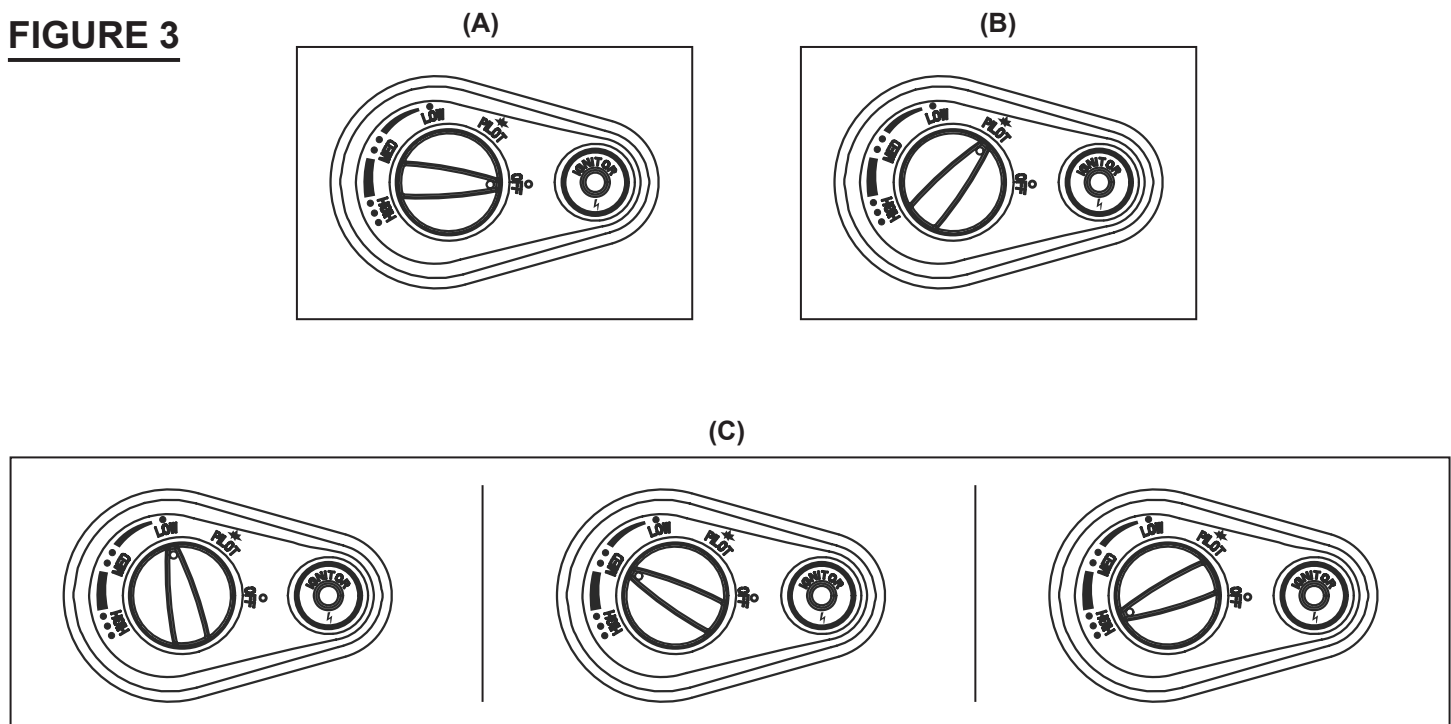 FIGURE 3
(A)
(B)
LOW
PILOT
MED
OFF
HIGH
IGNITOR
LOW
PILOT
MED
OFF
HIGH
IGNITOR
(C)
LOW
PILOT
MED
OFF
HIGH
IGNITOR
LOW
PILOT
MED
OFF
HIGH
IGNITOR
LOW
PILOT
MED
OFF
HIGH
IGNITOR